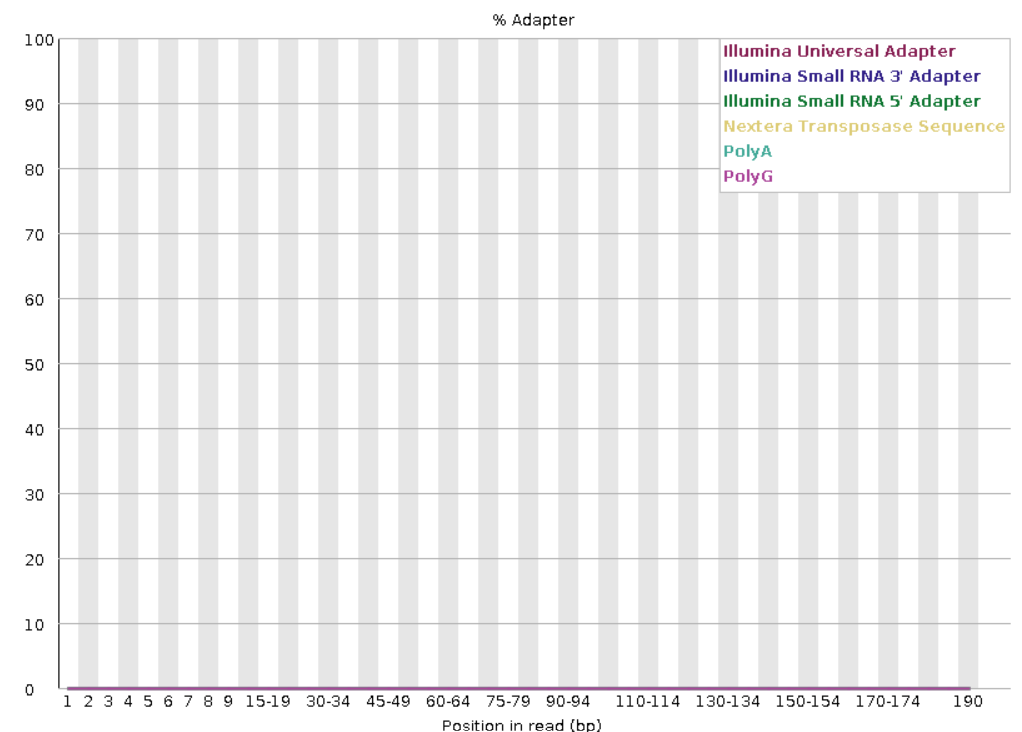 % Adapter
100
90
80
70
60
50
40
30
20
10
0
Illumina Universal Adapter
Illumina Small RNA 3' Adapter
Illumina Small RNA 5' Adapter
Nextera Transposase Sequence
PolyA
PolyG
1 2 3 4 5 6 7 8 9 15-19 30-34 45-49 60-64 75-79 90-94 110-114 130-134 150-154 170-174 190
Position in read (bp)